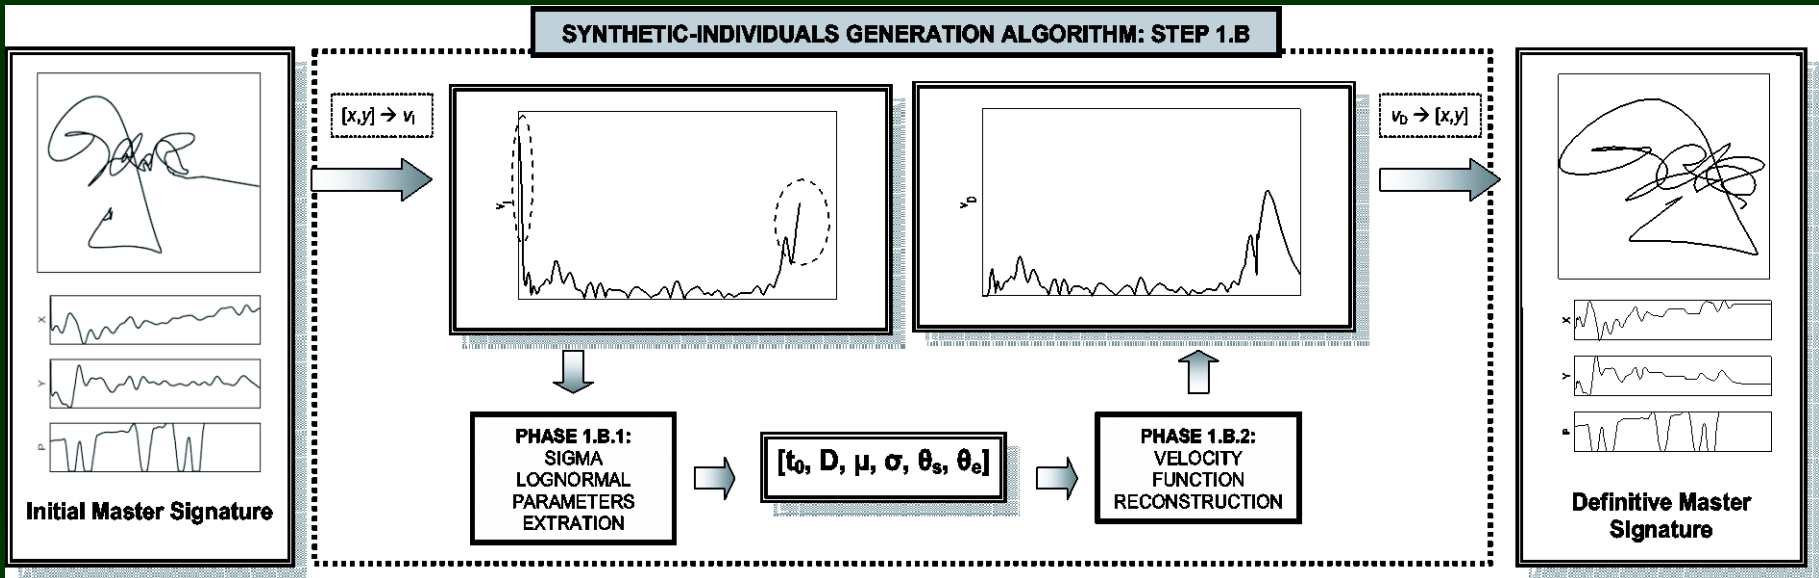 SYNTHETIC-INDIVIDUALS GENERATION ALGORITHM: STEP 1.B
[x,y] → vI
vI
vD
vD → [x,y]
X
Y
P
Initial Master Signature
PHASE 1.B.1:
SIGMA
LOGNORMAL
PARAMETERS
EXTRATION
[t0, D, μ, σ, θs, θe]
PHASE 1.B.2:
VELOCITY
FUNCTION
RECONSTRUCTION
X
Y
P
Definitive Master
Signature